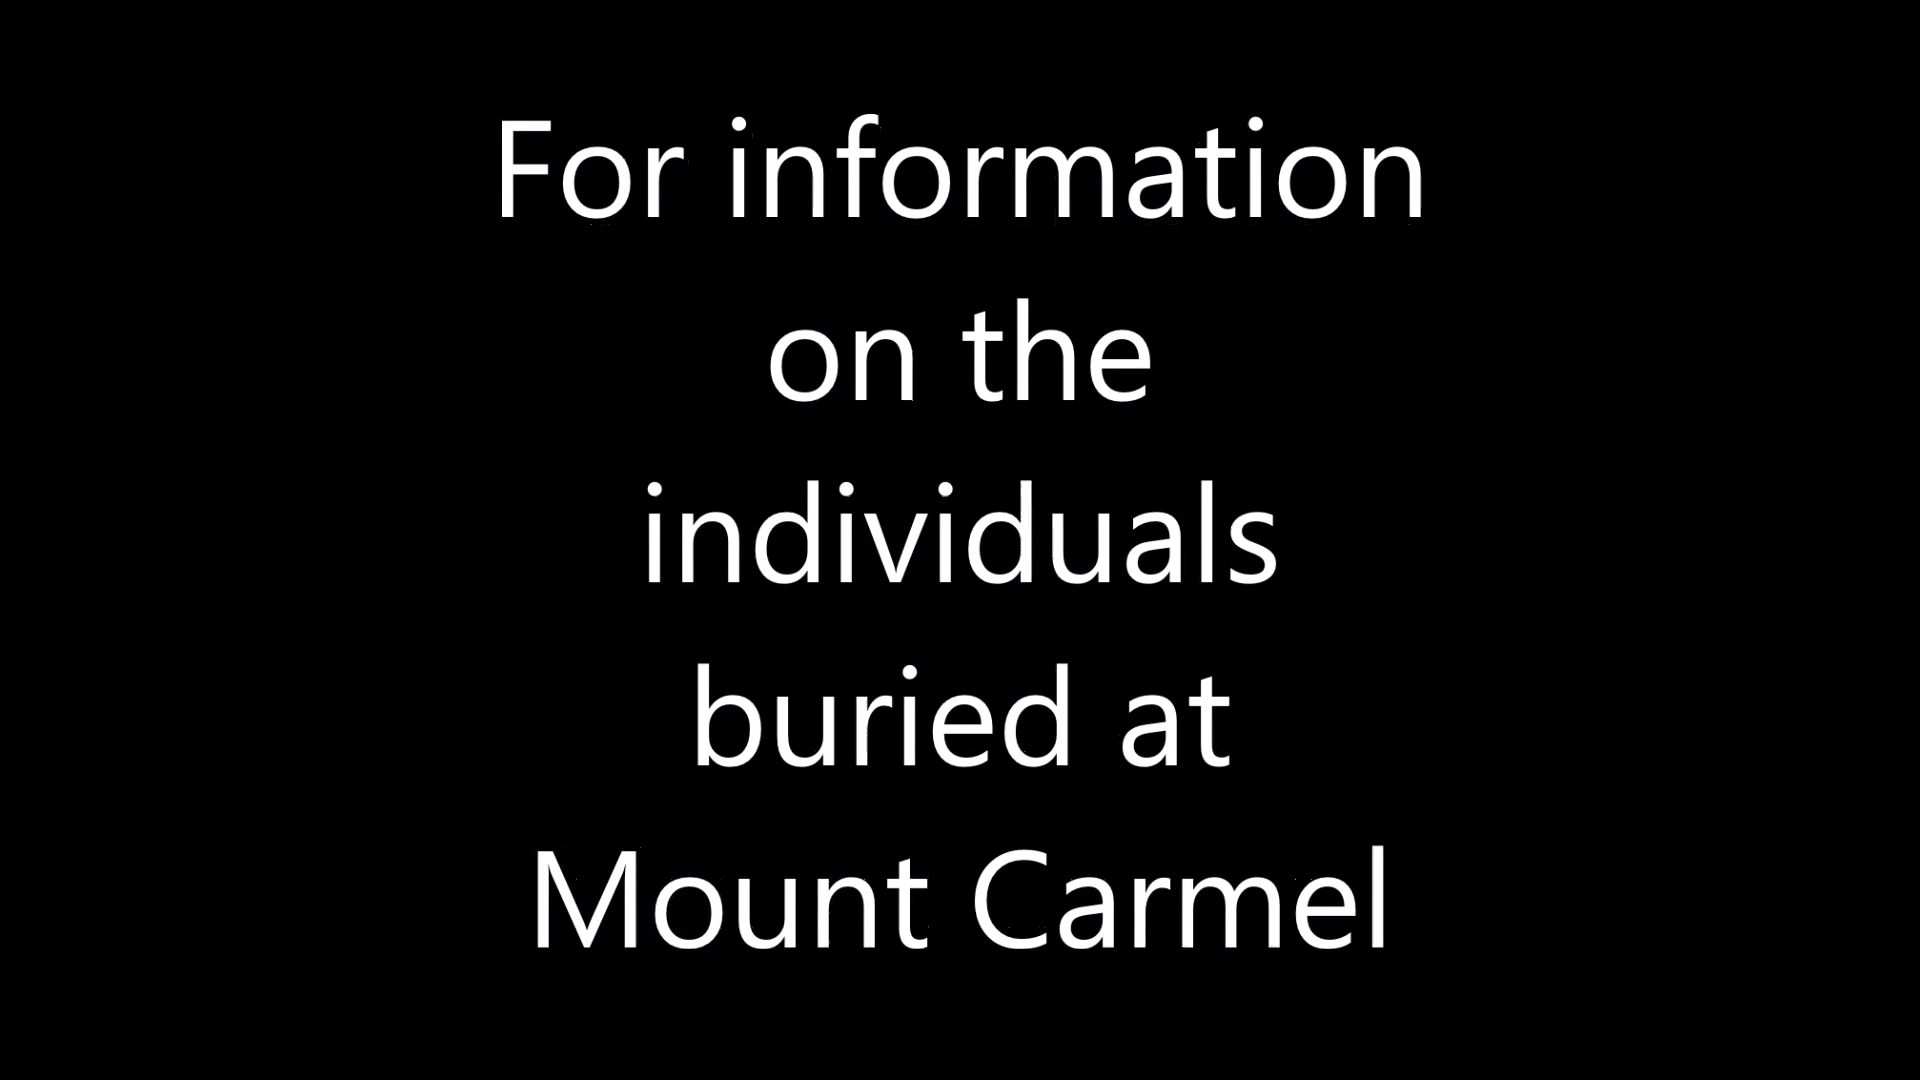 For information
on the
individuals
buried at
Mount Carmel